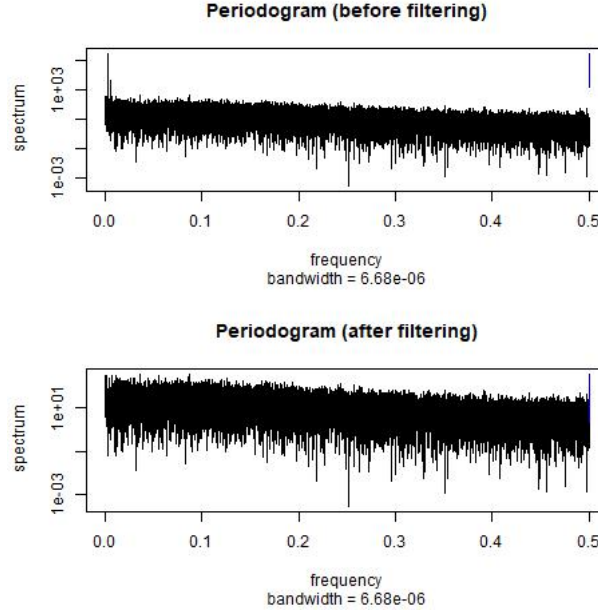 Periodogram (before filtering)
spectrum
1e+03
1e-03
0.0 0.1 0.2 0.3 0.4 0.5
frequency
bandwidth = 6.68e-06
Periodogram (after filtering)
spectrum
1e+01
1e-03
0.0 0.1 0.2 0.3 0.4 0.5
frequency
bandwidth = 6.68e-06